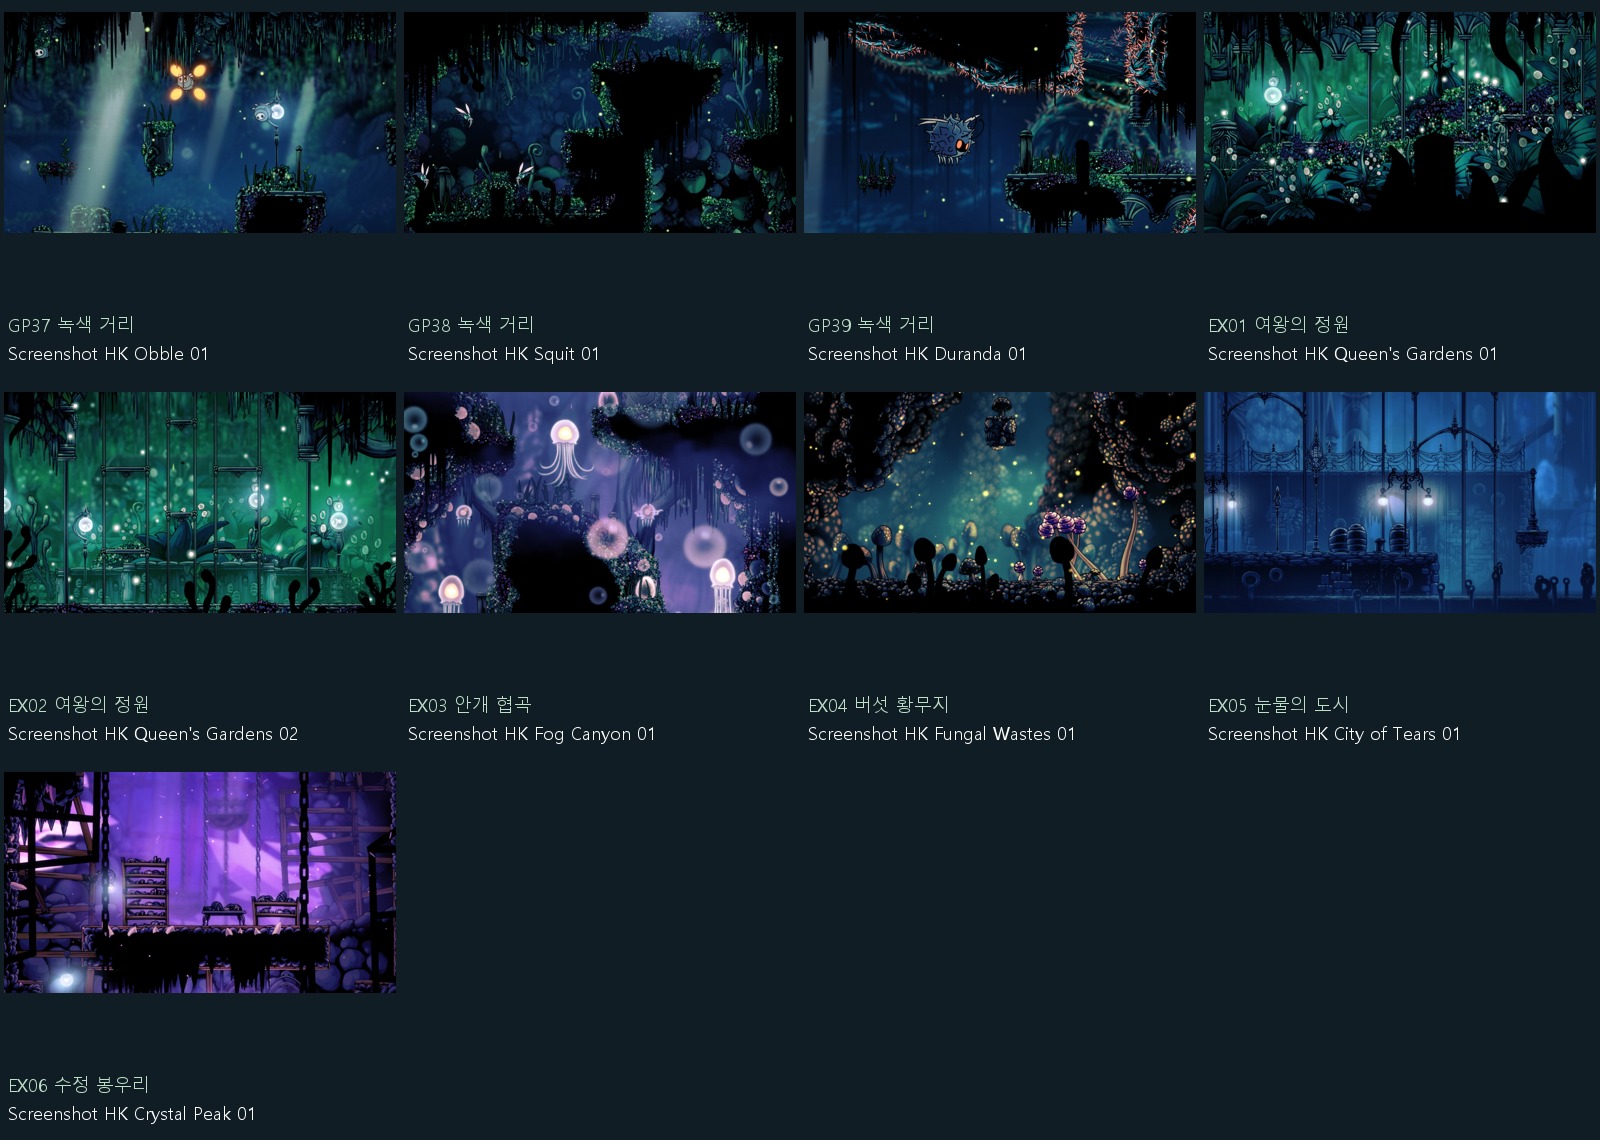 GP37 녹색 거리
Screenshot HK Obble 01
GP38 녹색 거리
Screenshot HK Squit 01
GP39 녹색 거리
Screenshot HK Duranda 01
EX01 여왕의 정원
Screenshot HK Queen's Gardens 01
EX02 여왕의 정원
Screenshot HK Queen's Gardens 02
EX03 안개 협곡
Screenshot HK Fog Canyon 01
EX04 버섯 황무지
Screenshot HK Fungal Wastes 01
EX05 눈물의 도시
Screenshot HK City of Tears 01
EX06 수정 봉우리
Screenshot HK Crystal Peak 01